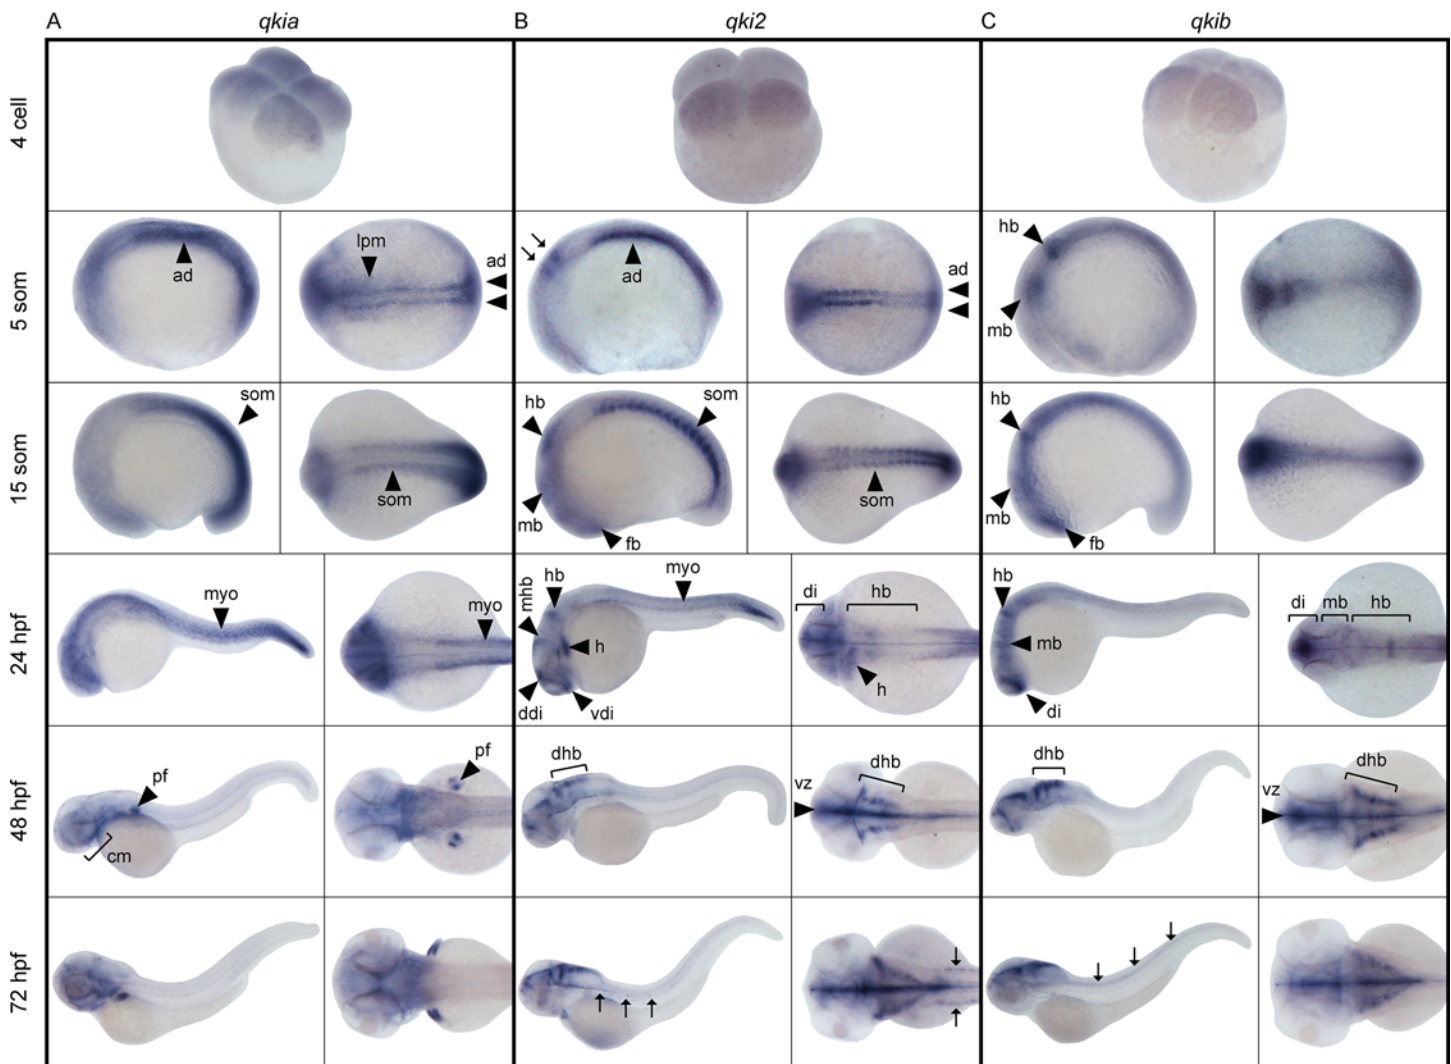 A qkia B qki2 C qkib
4 cell
5 som
ad
lpm
ad
ad
ad
hb
mb
15 som
som
som
hb
som
mb
fb
som
hb
mb
fb
24 hpf
myo
myo
mhb
hb
myo
h
ddi
vdi
di
hb
h
hb
mb
di
di
mb
hb
48 hpf
pf
cm
pf
dhb
vz
dhb
dhb
vz
dhb
72 hpf